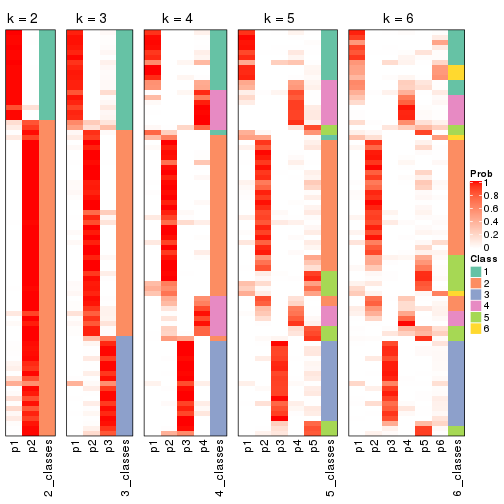 k = 2
k = 3
k = 4
k = 5
k = 6
Prob
1
0.8
0.6
0.4
0.2
0
Class
1
2
3
4
5
6
p1
p2
2_classes
p1
p2
p3
3_classes
p1
p2
p3
p4
4_classes
p1
p2
p3
p4
p5
5_classes
p1
p2
p3
p4
p5
p6
6_classes